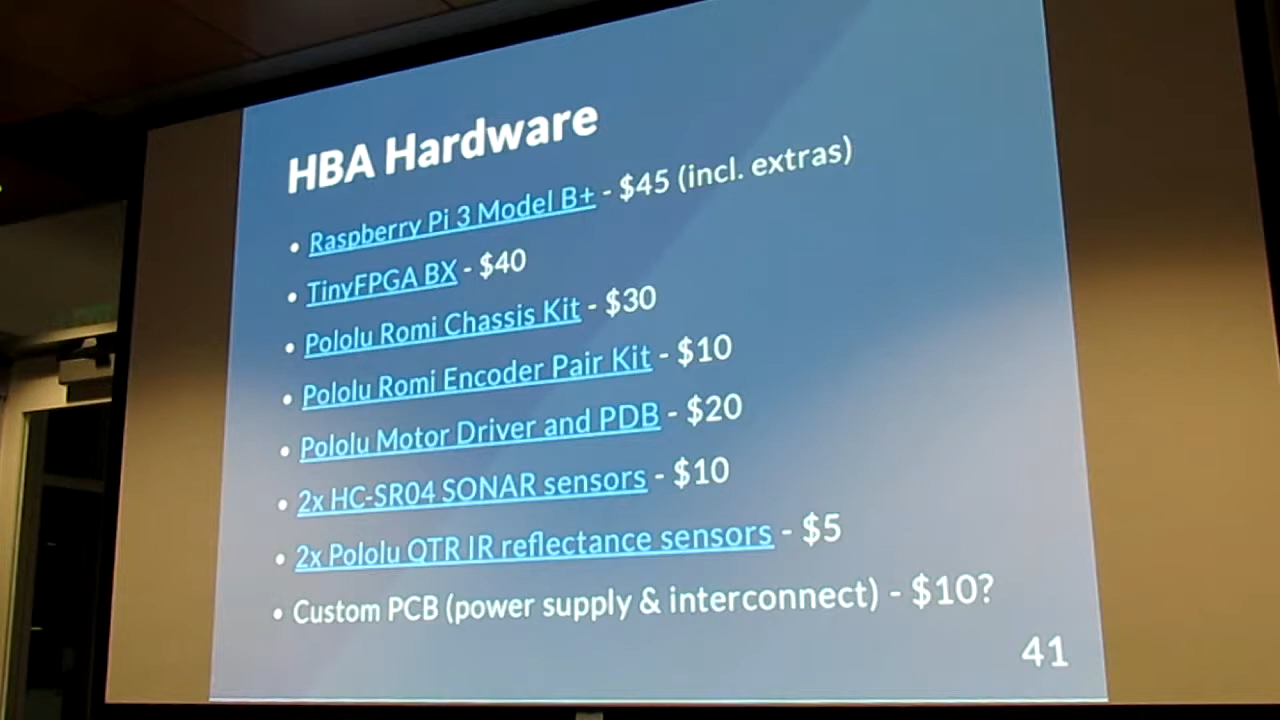 HBA Hardware
• Raspberry Pi 3 Model B+ - $45 (incl. extras)
• TinyFPGA BX - $40
• Pololu Romi Chassis Kit - $30
• Pololu Romi Encoder Pair Kit - $10
• Pololu Motor Driver and PDB - $20
• 2x HC-SR04 SONAR sensors - $10
• 2x Pololu QTR IR reflectance sensors - $5
• Custom PCB (power supply & interconnect) - $10?
41